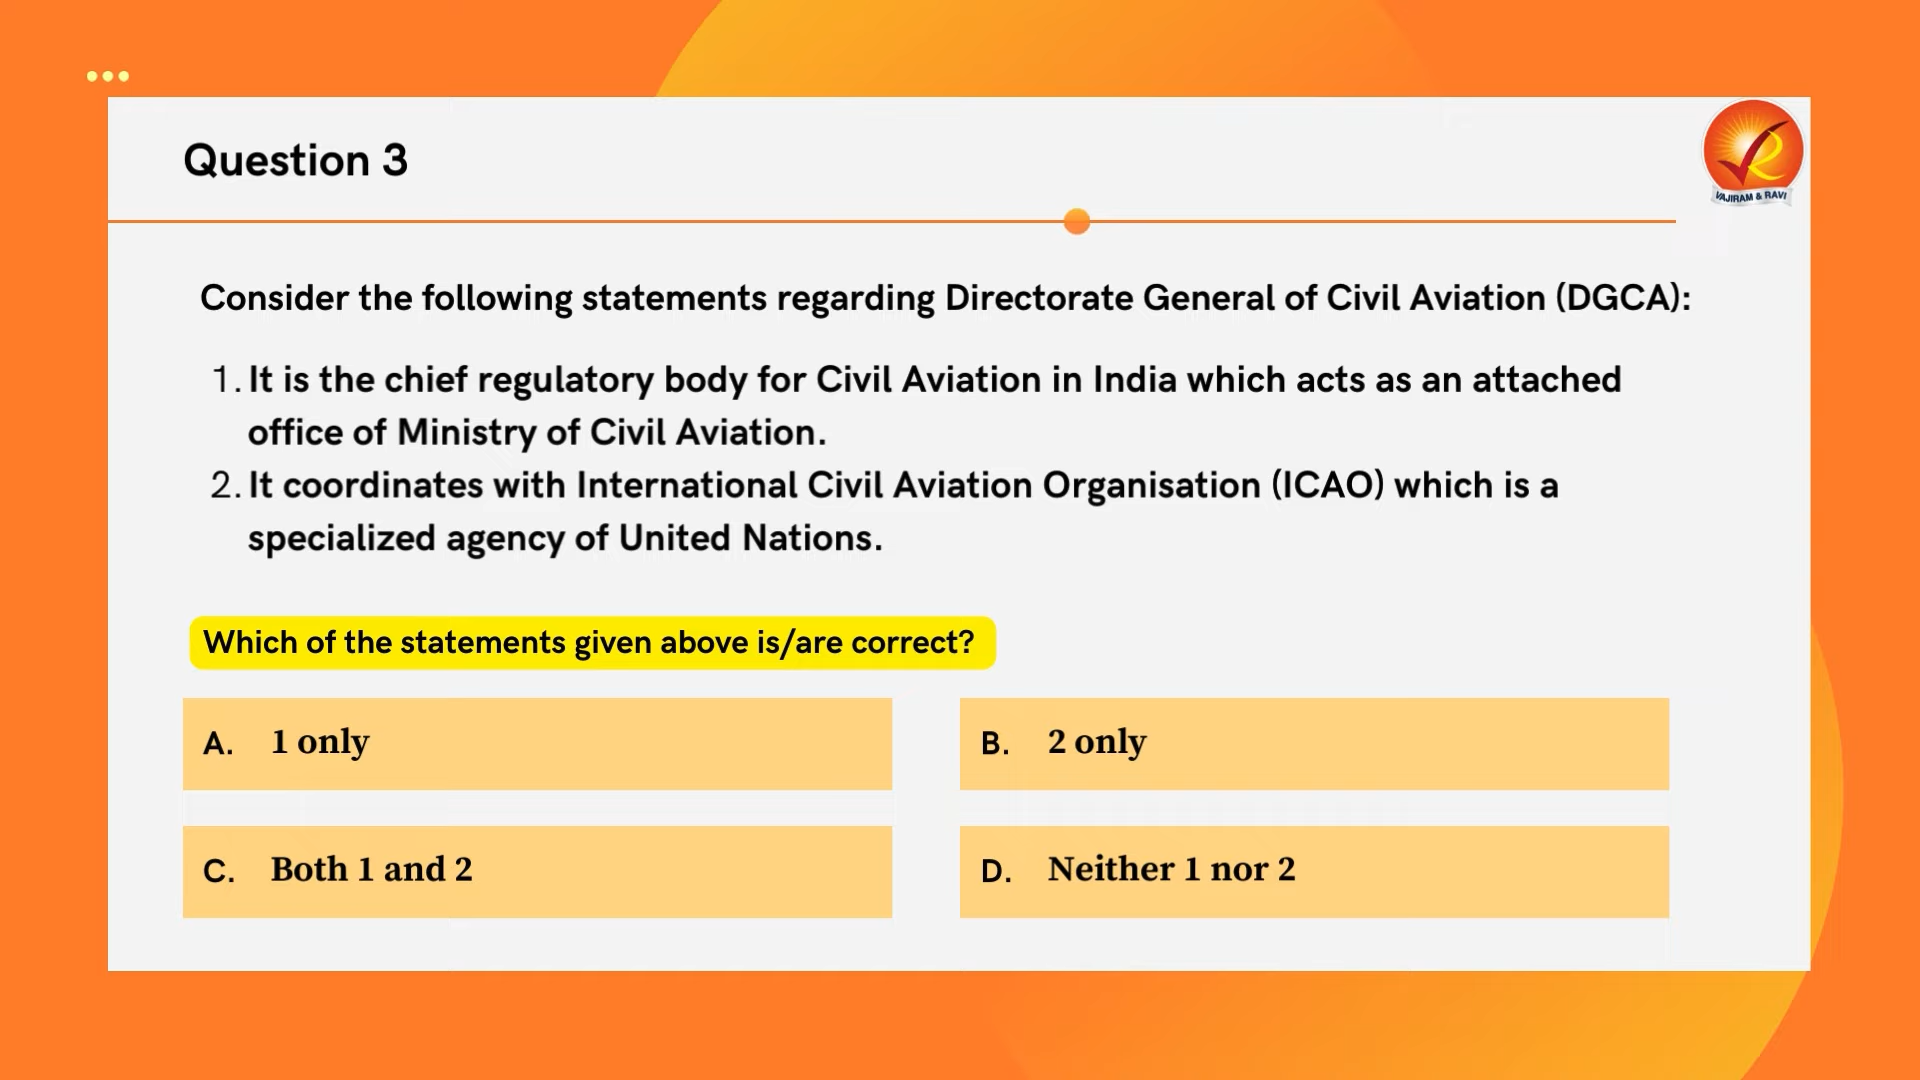 Question 3
VAJIRAM & RAVI
Consider the following statements regarding Directorate General of Civil Aviation (DGCA):
1. It is the chief regulatory body for Civil Aviation in India which acts as an attached
office of Ministry of Civil Aviation.
2. It coordinates with International Civil Aviation Organisation (ICAO) which is a
specialized agency of United Nations.
Which of the statements given above is/are correct?
A. 1 only
B. 2 only
C. Both 1 and 2
D. Neither 1 nor 2